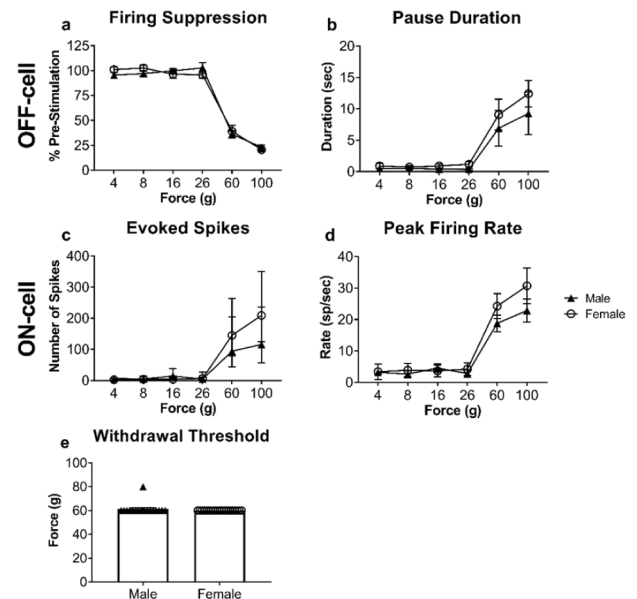 a Firing Suppression
OFF-cell
% Pre-Stimulation
125
100
75
50
25
0
4 8 16 26 60 100
Force (g)
b Pause Duration
Duration (sec)
20
15
10
5
0
4 8 16 26 60 100
Force (g)
c Evoked Spikes
ON-cell
Number of Spikes
400
300
200
100
0
4 8 16 26 60 100
Force (g)
d Peak Firing Rate
Rate (sp/sec)
40
30
20
10
0
4 8 16 26 60 100
Force (g)
Male
Female
e Withdrawal Threshold
Force (g)
100
80
60
40
20
0
Male Female